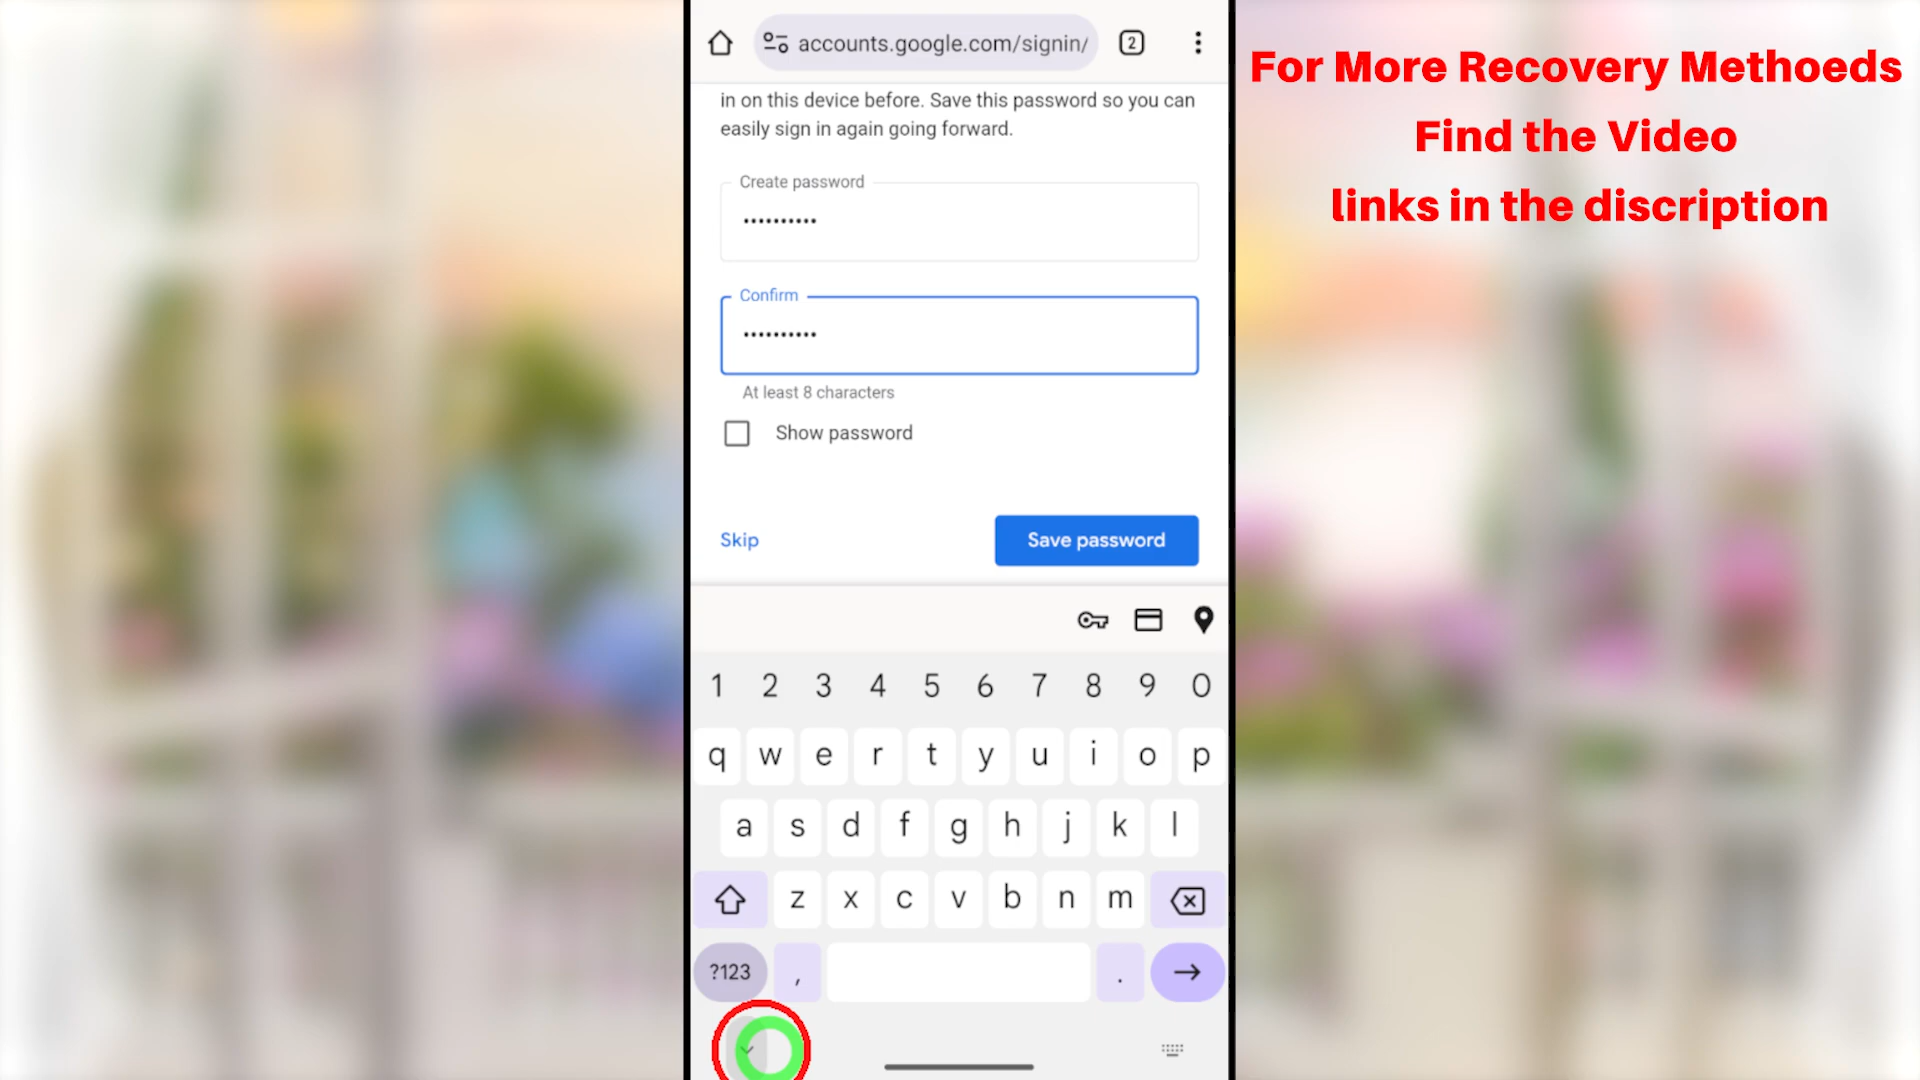 accounts.google.com/signin/
2
in on this device before. Save this password so you can
easily sign in again going forward.
Create password
••••••••••
Confirm
••••••••••
At least 8 characters
Show password
Skip
Save password
1 2 3 4 5 6 7 8 9 0
q w e r t y u i o p
a s d f g h j k l
z x c v b n m
?123 , .
For More Recovery Methoeds
Find the Video
links in the discription